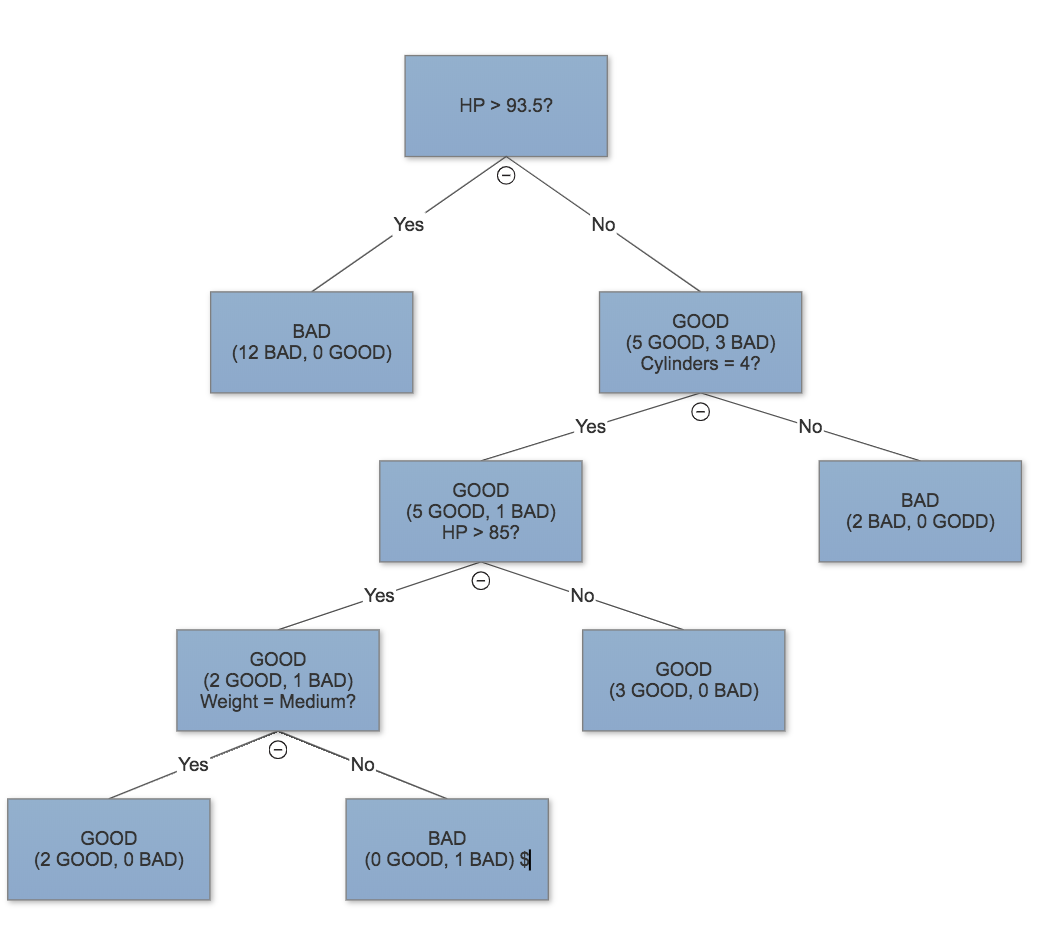 HP > 93.5?
Yes
No
BAD
(12 BAD, 0 GOOD)
GOOD
(5 GOOD, 3 BAD)
Cylinders = 4?
Yes
No
GOOD
(5 GOOD, 1 BAD)
HP > 85?
BAD
(2 BAD, 0 GODD)
Yes
No
GOOD
(2 GOOD, 1 BAD)
Weight = Medium?
GOOD
(3 GOOD, 0 BAD)
Yes
No
GOOD
(2 GOOD, 0 BAD)
BAD
(0 GOOD, 1 BAD) $